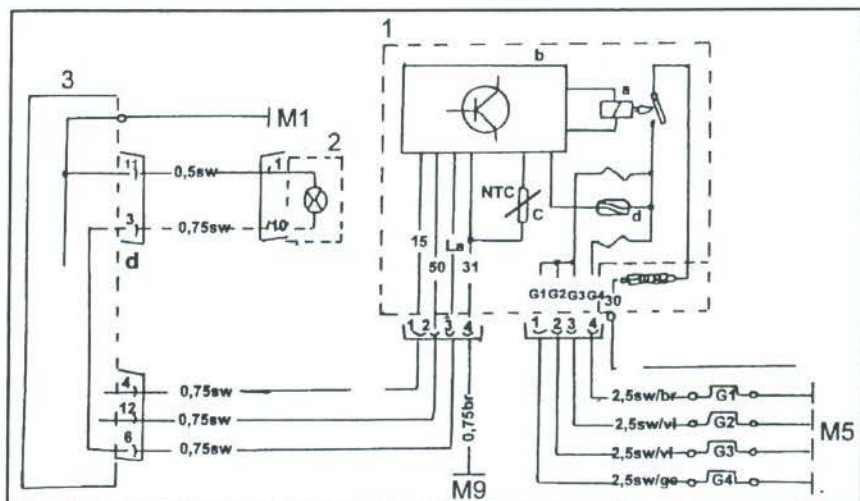 1
b
3
a
M1
2
11
0,5sw
1
NTC
C
d
3
0,75sw
10
15
La
d
50
31
G1
G2
G3
G4
30
1
2
3
4
1
2
3
4
4
0,75sw
2,5sw/br
G1
12
0,75sw
0,75br
2,5sw/vi
G2
M5
6
0,75sw
2,5sw/vi
G3
M9
2,5sw/ge
G4